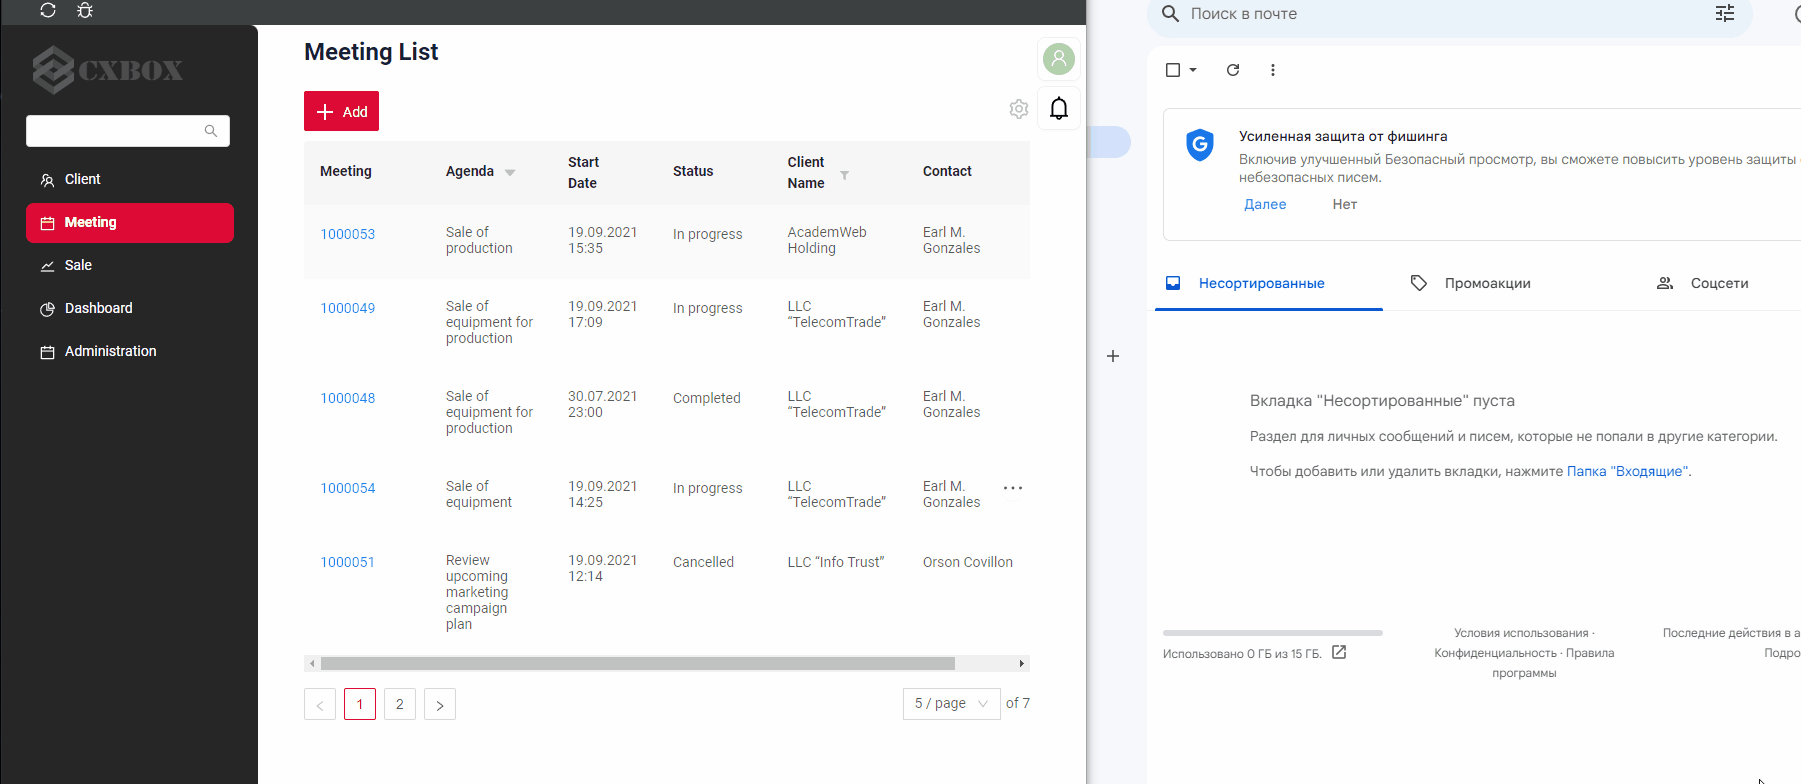 CXBOX
Client
Meeting
Sale
Dashboard
Administration
Meeting List
Add
Meeting
Agenda
Start
Date
Status
Client
Name
Contact
1000053
Sale of
production
19.09.2021
15:35
In progress
AcademWeb
Holding
Earl M.
Gonzales
1000049
Sale of
equipment for
production
19.09.2021
17:09
In progress
LLC
“TelecomTrade”
Earl M.
Gonzales
1000048
Sale of
equipment for
production
30.07.2021
23:00
Completed
LLC
“TelecomTrade”
Earl M.
Gonzales
1000054
Sale of
equipment
19.09.2021
14:25
In progress
LLC
“TelecomTrade”
Earl M.
Gonzales
1000051
Review
upcoming
marketing
campaign
plan
19.09.2021
12:14
Cancelled
LLC “Info Trust”
Orson Covillon
1
2
5 / page
of 7
Поиск в почте
Усиленная защита от фишинга
Включив улучшенный Безопасный просмотр, вы сможете повысить уровень защиты
небезопасных писем.
Далее
Нет
Несортированные
Промоакции
Соцсети
Вкладка "Несортированные" пуста
Раздел для личных сообщений и писем, которые не попали в другие категории.
Чтобы добавить или удалить вкладки, нажмите Папка "Входящие".
Использовано 0 ГБ из 15 ГБ.
Условия использования ·
Конфиденциальность · Правила
программы
Последние действия в а
Подро